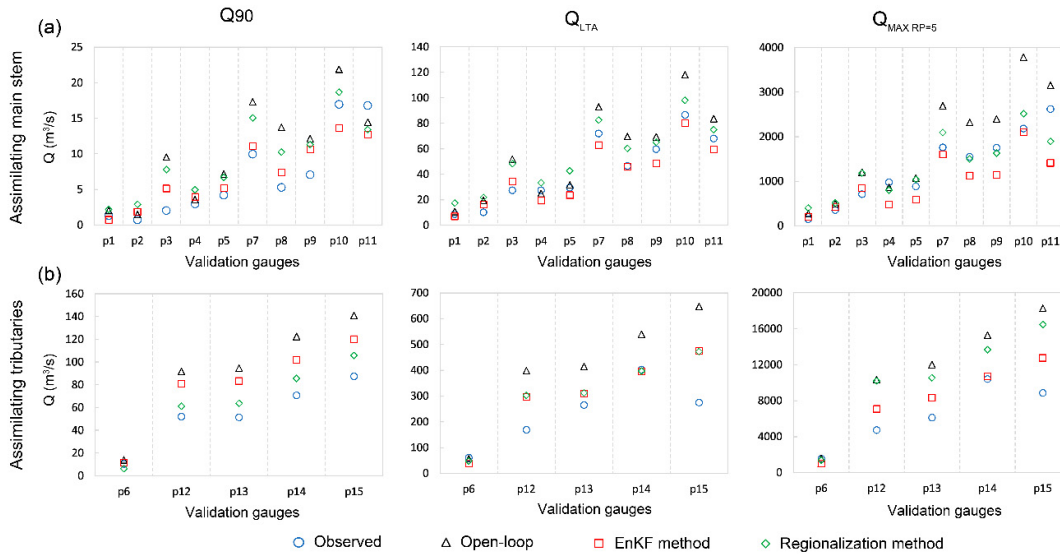 Q90
Q_LTA
Q_MAX RP=5
(a)
Assimilating main stem
Q (m³/s)
25
20
15
10
5
0
p1 p2 p3 p4 p5 p7 p8 p9 p10 p11
Validation gauges
140
120
100
80
60
40
20
0
p1 p2 p3 p4 p5 p7 p8 p9 p10 p11
Validation gauges
4000
3000
2000
1000
0
p1 p2 p3 p4 p5 p7 p8 p9 p10 p11
Validation gauges
(b)
Assimilating tributaries
Q (m³/s)
160
140
120
100
80
60
40
20
0
p6 p12 p13 p14 p15
Validation gauges
700
600
500
400
300
200
100
0
p6 p12 p13 p14 p15
Validation gauges
20000
16000
12000
8000
4000
0
p6 p12 p13 p14 p15
Validation gauges
Observed
Open-loop
EnKF method
Regionalization method